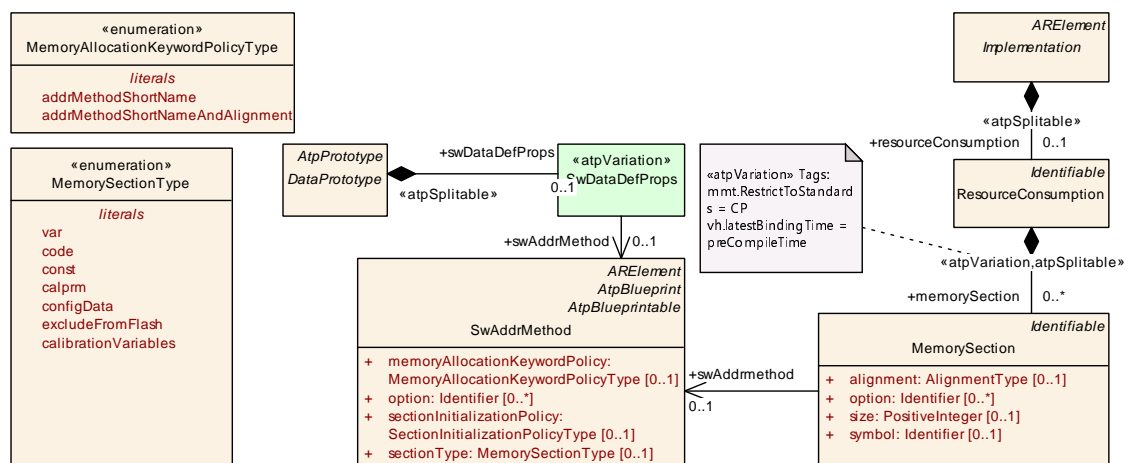 «enumeration»
MemoryAllocationKeywordPolicyType
literals
addrMethodShortName
addrMethodShortNameAndAlignment
«enumeration»
MemorySectionType
literals
var
code
const
calprm
configData
excludeFromFlash
calibrationVariables
AtpPrototype
DataPrototype
+swDataDefProps
0..1
«atpSplitable»
«atpVariation»
SwDataDefProps
+swAddrMethod
0..1
«atpVariation» Tags:
mmt.RestrictToStandard
s = CP
vh.latestBindingTime =
preCompileTime
ARElement
Implementation
«atpSplitable»
+resourceConsumption
0..1
Identifiable
ResourceConsumption
«atpVariation,atpSplitable»
+memorySection
0..*
ARElement
AtpBlueprint
AtpBlueprintable
SwAddrMethod
+ memoryAllocationKeywordPolicy:
MemoryAllocationKeywordPolicyType [0..1]
+ option: Identifier [0..*]
+ sectionInitializationPolicy:
SectionInitializationPolicyType [0..1]
+ sectionType: MemorySectionType [0..1]
+swAddrmethod
0..1
Identifiable
MemorySection
+ alignment: AlignmentType [0..1]
+ option: Identifier [0..*]
+ size: PositiveInteger [0..1]
+ symbol: Identifier [0..1]